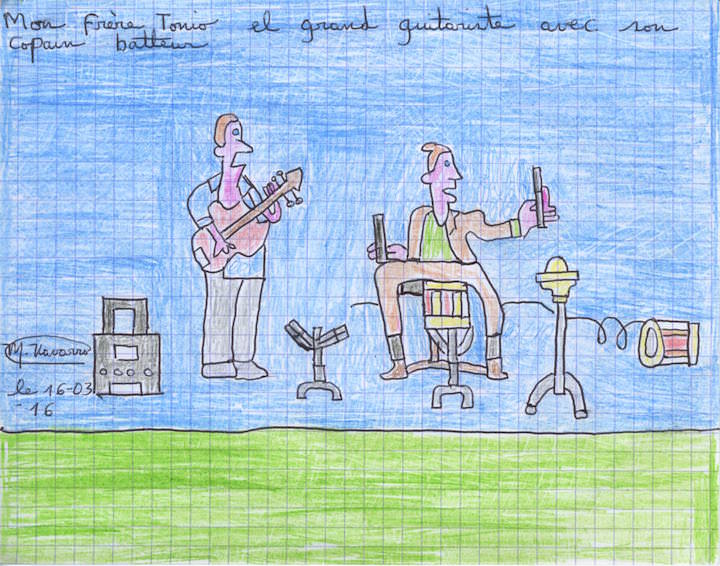 Mon Frère Tonio el grand guitariste avec son
Copain batteur
M. Navarro
le 16-03
-16